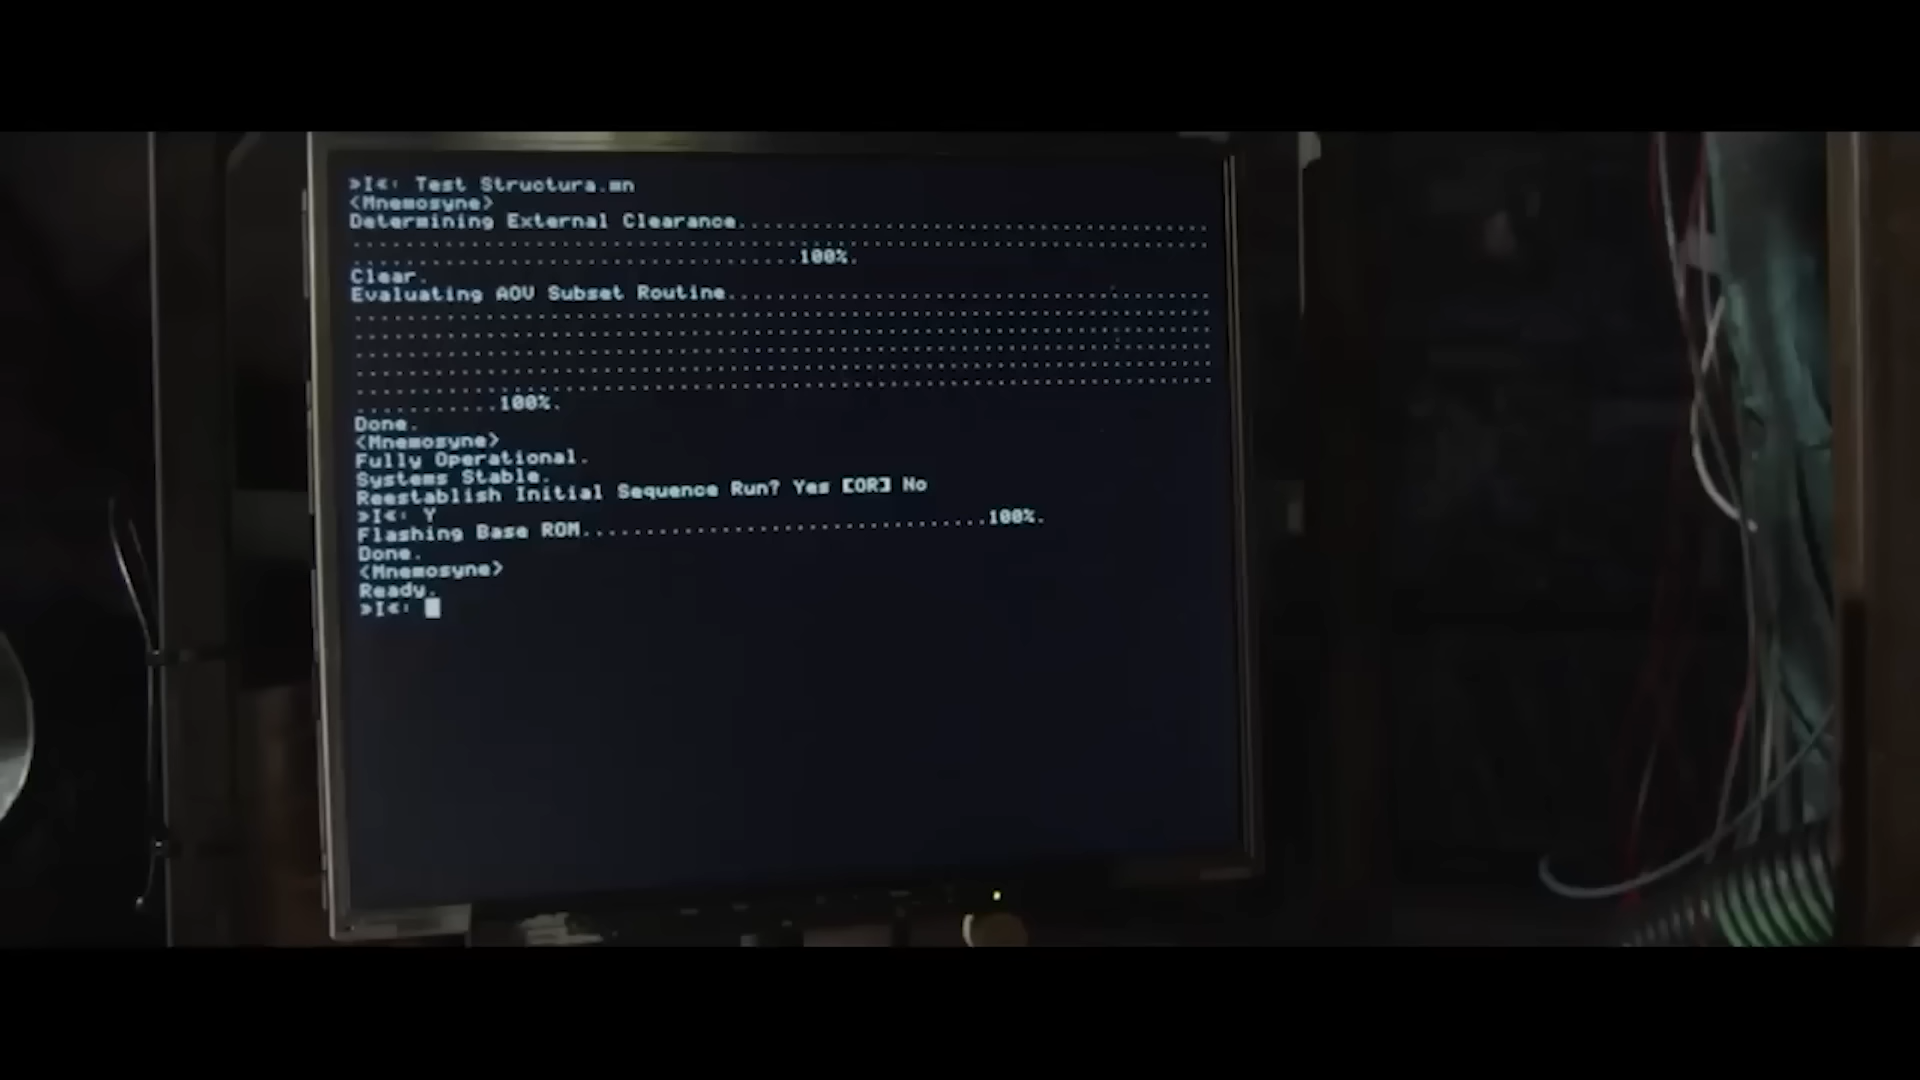 »I«: Test Structura.mn
<Mnemosyne>
Determining External Clearance....................................
................................................................................
..................................100%.
Clear.
Evaluating AOV Subset Routine.....................................
................................................................................
................................................................................
................................................................................
................................................................................
................................................................................
...........100%.
Done.
<Mnemosyne>
Fully Operational.
Systems Stable.
Reestablish Initial Sequence Run? Yes [OR] No
»I«: Y
Flashing Base ROM...............................100%.
Done.
<Mnemosyne>
Ready.
»I«: